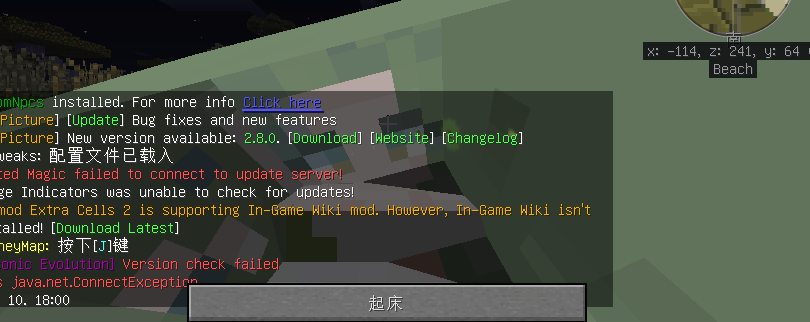 南
x: -114, z: 241, y: 64
Beach
omNpcs installed. For more info Click here
Picture] [Update] Bug fixes and new features
Picture] New version available: 2.8.0. [Download] [Website] [Changelog]
weaks: 配置文件已载入
ted Magic failed to connect to update server!
ge Indicators was unable to check for updates!
mod Extra Cells 2 is supporting In-Game Wiki mod. However, In-Game Wiki isn't
talled! [Download Latest]
neyMap: 按下[J]键
onic Evolution] Version check failed
s java.net.ConnectException
10. 18:00
起床